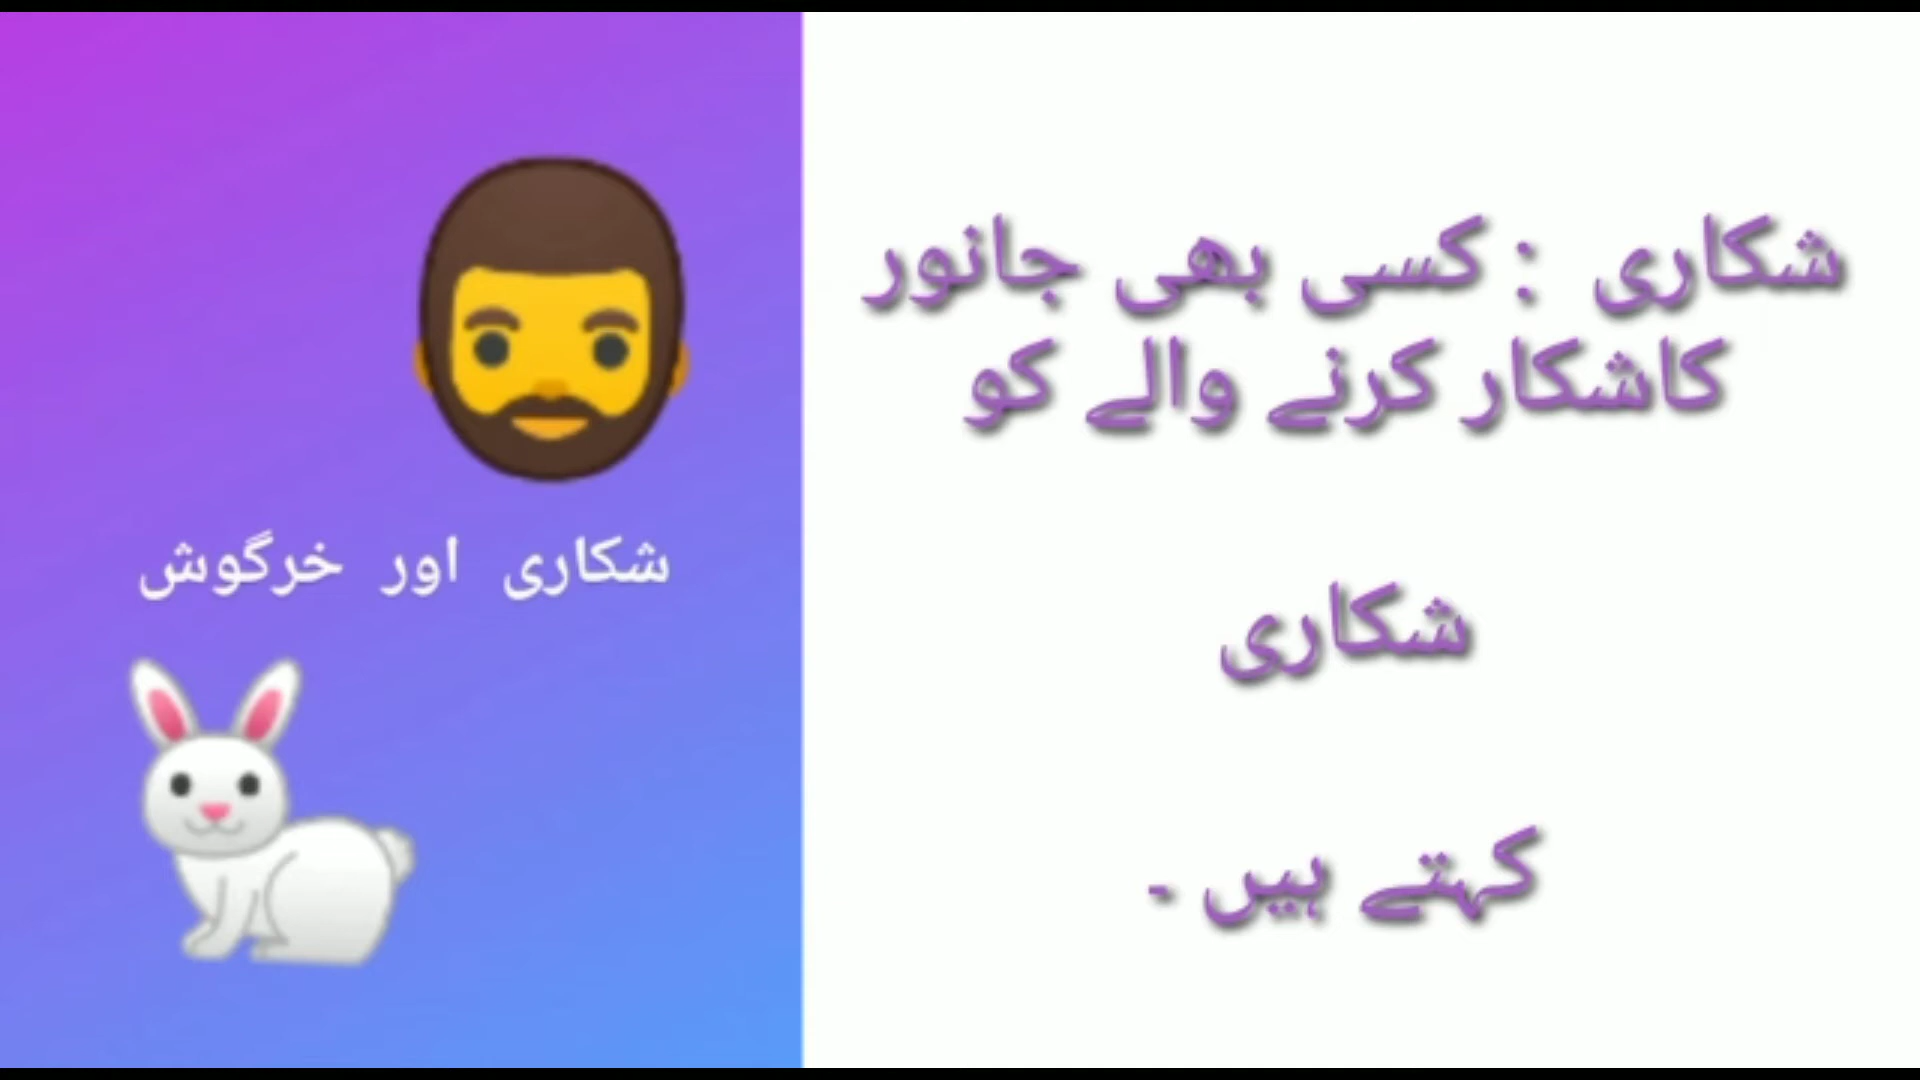 شکاری اور خرگوش
شکاری : کسی بھی جانور
کاشکار کرنے والے کو
شکاری
کہتے ہیں ۔